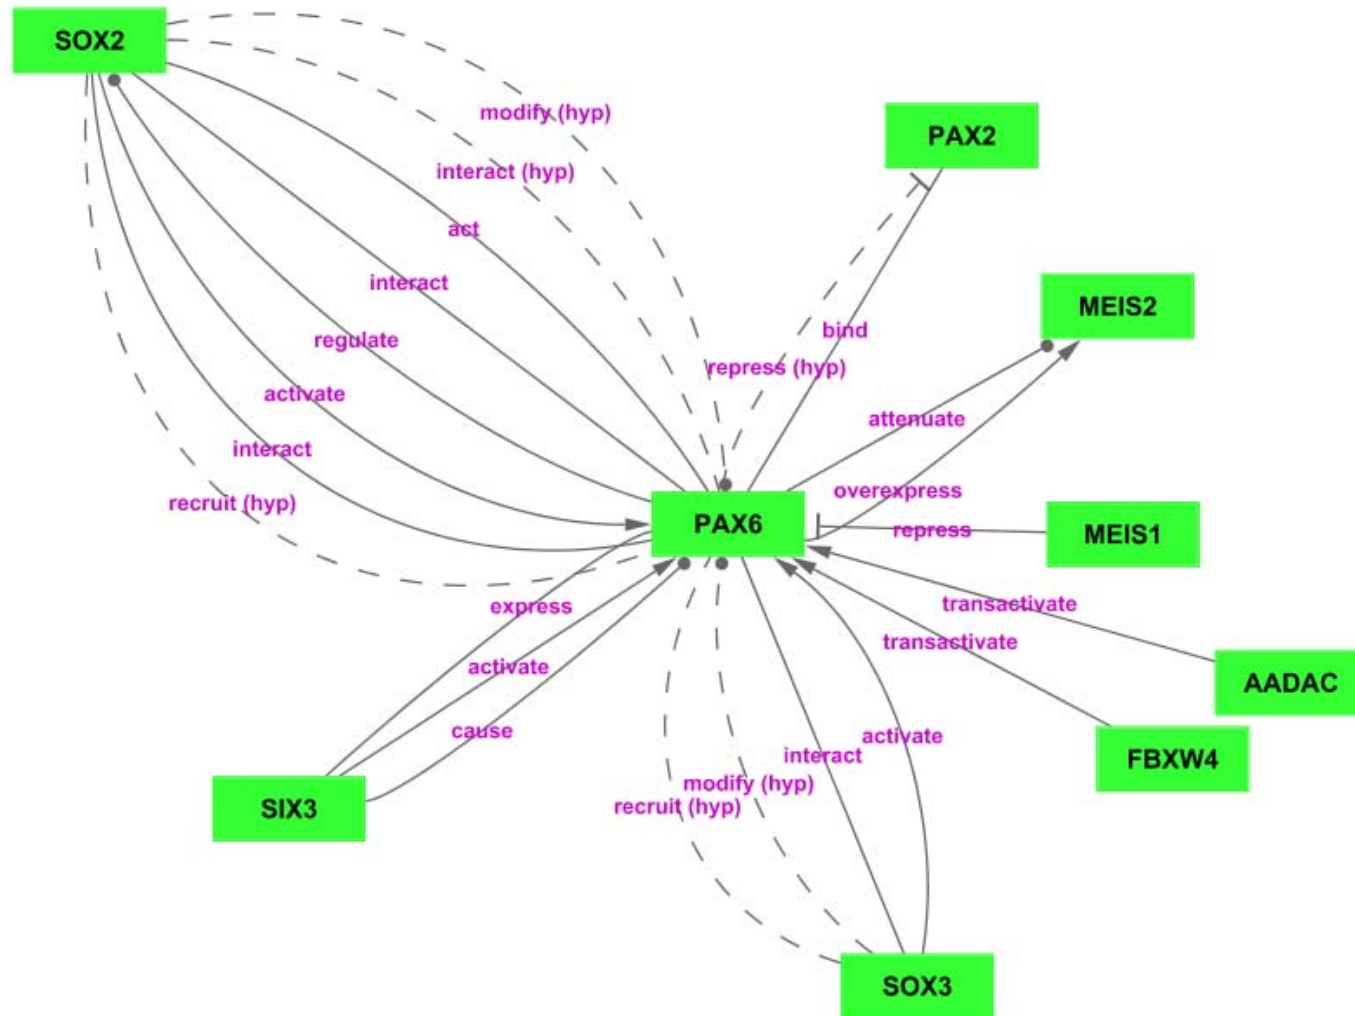 SOX2
modify (hyp)
PAX2
interact (hyp)
act
interact
MEIS2
bind
regulate
repress (hyp)
activate
attenuate
interact
overexpress
recruit (hyp)
PAX6
repress
MEIS1
express
transactivate
transactivate
activate
AADAC
cause
interact
activate
FBXW4
modify (hyp)
recruit (hyp)
SIX3
SOX3